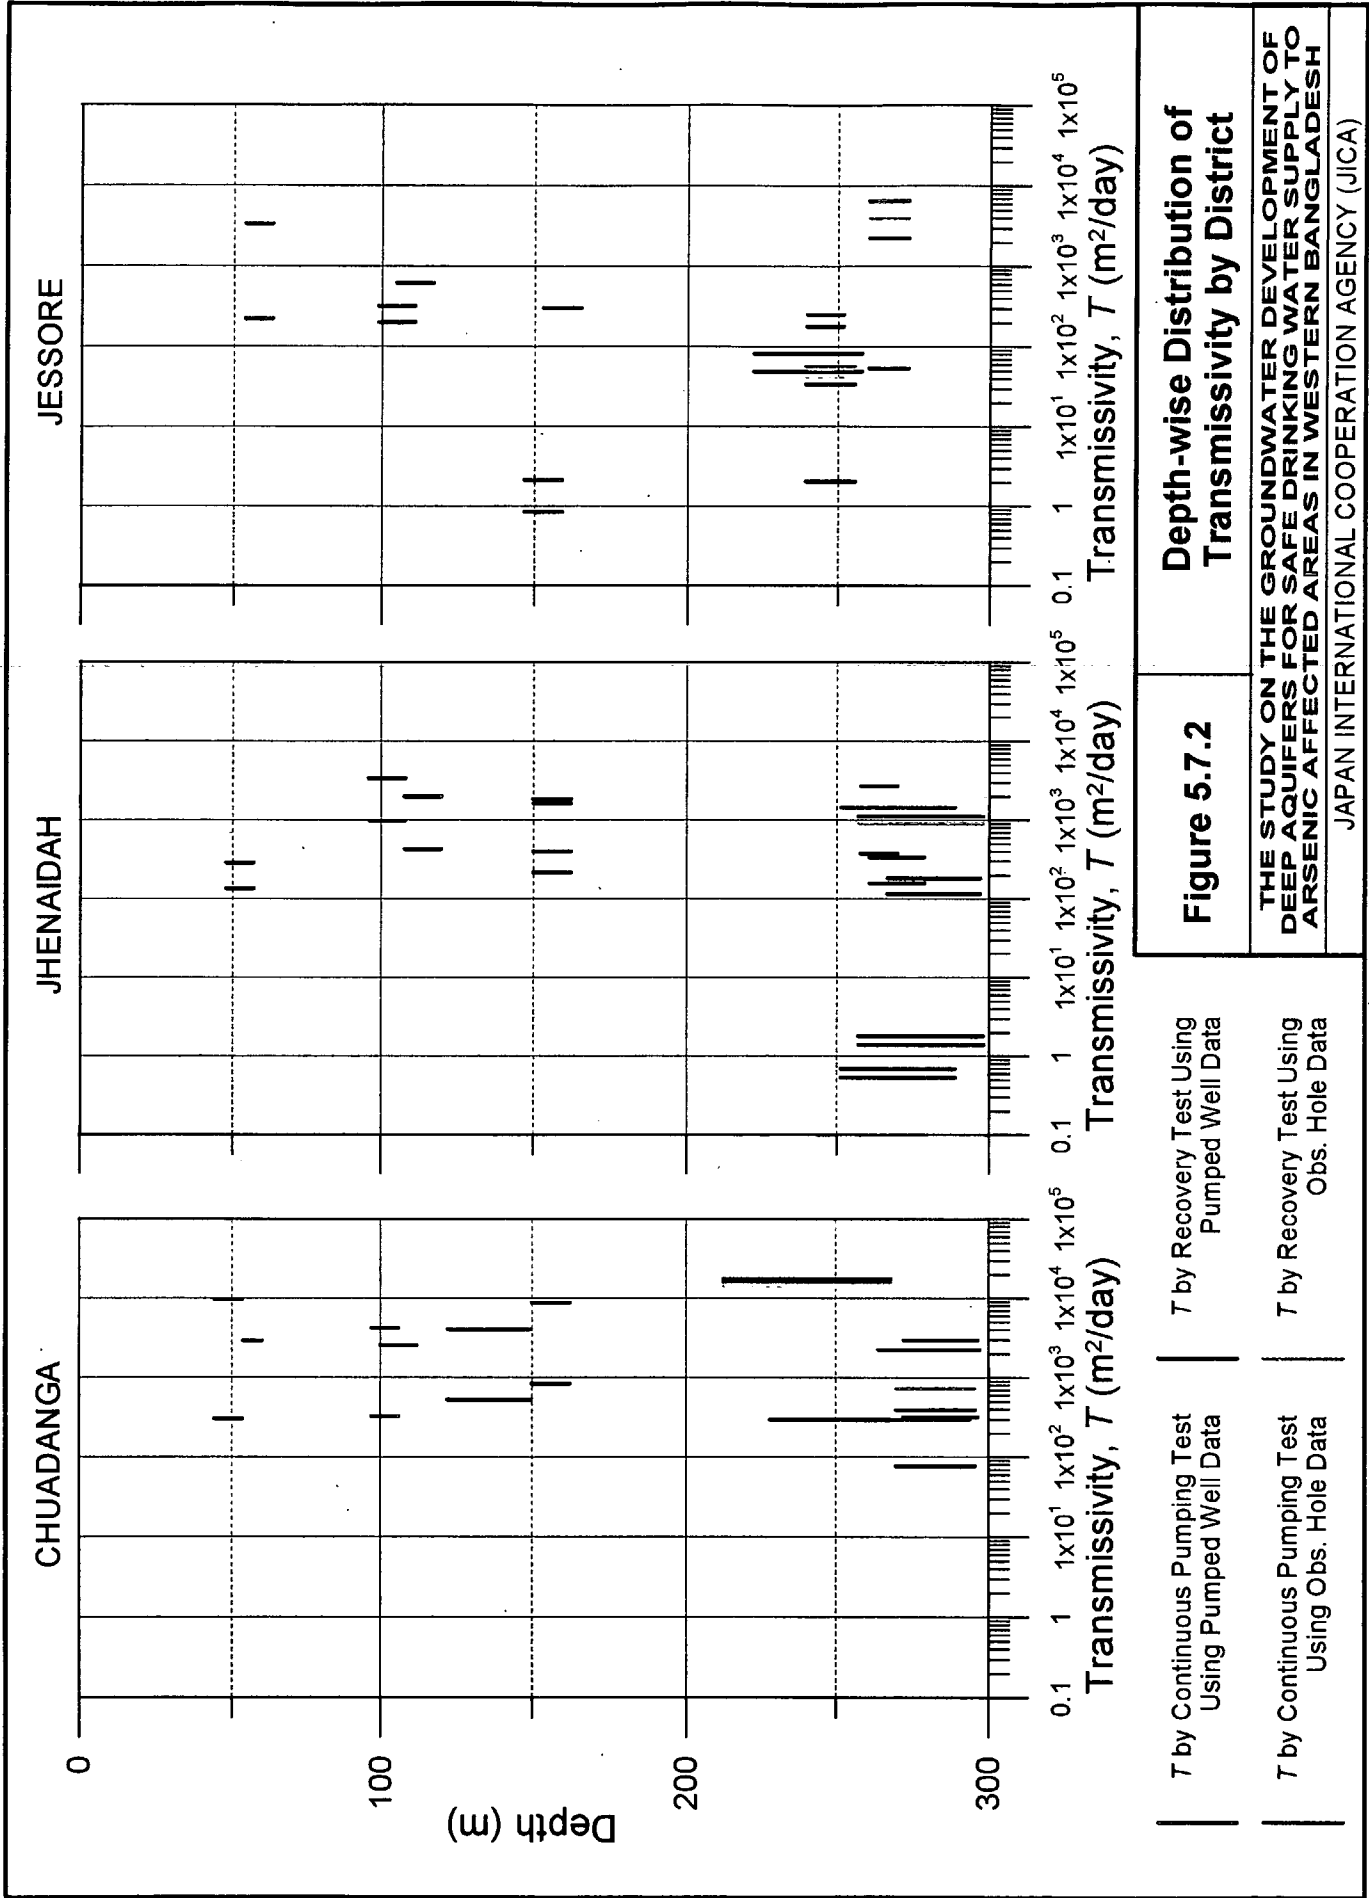 CHUADANGA
JHENAIDAH
JESSORE
Depth (m)
0
100
200
300
0.1 1 1x10¹ 1x10² 1x10³ 1x10⁴ 1x10⁵
Transmissivity, T (m²/day)
0.1 1 1x10¹ 1x10² 1x10³ 1x10⁴ 1x10⁵
Transmissivity, T (m²/day)
0.1 1 1x10¹ 1x10² 1x10³ 1x10⁴ 1x10⁵
Transmissivity, T (m²/day)
T by Continuous Pumping Test
Using Pumped Well Data
T by Recovery Test Using
Pumped Well Data
T by Continuous Pumping Test
Using Obs. Hole Data
T by Recovery Test Using
Obs. Hole Data
Figure 5.7.2
Depth-wise Distribution of
Transmissivity by District
THE STUDY ON THE GROUNDWATER DEVELOPMENT OF
DEEP AQUIFERS FOR SAFE DRINKING WATER SUPPLY TO
ARSENIC AFFECTED AREAS IN WESTERN BANGLADESH
JAPAN INTERNATIONAL COOPERATION AGENCY (JICA)